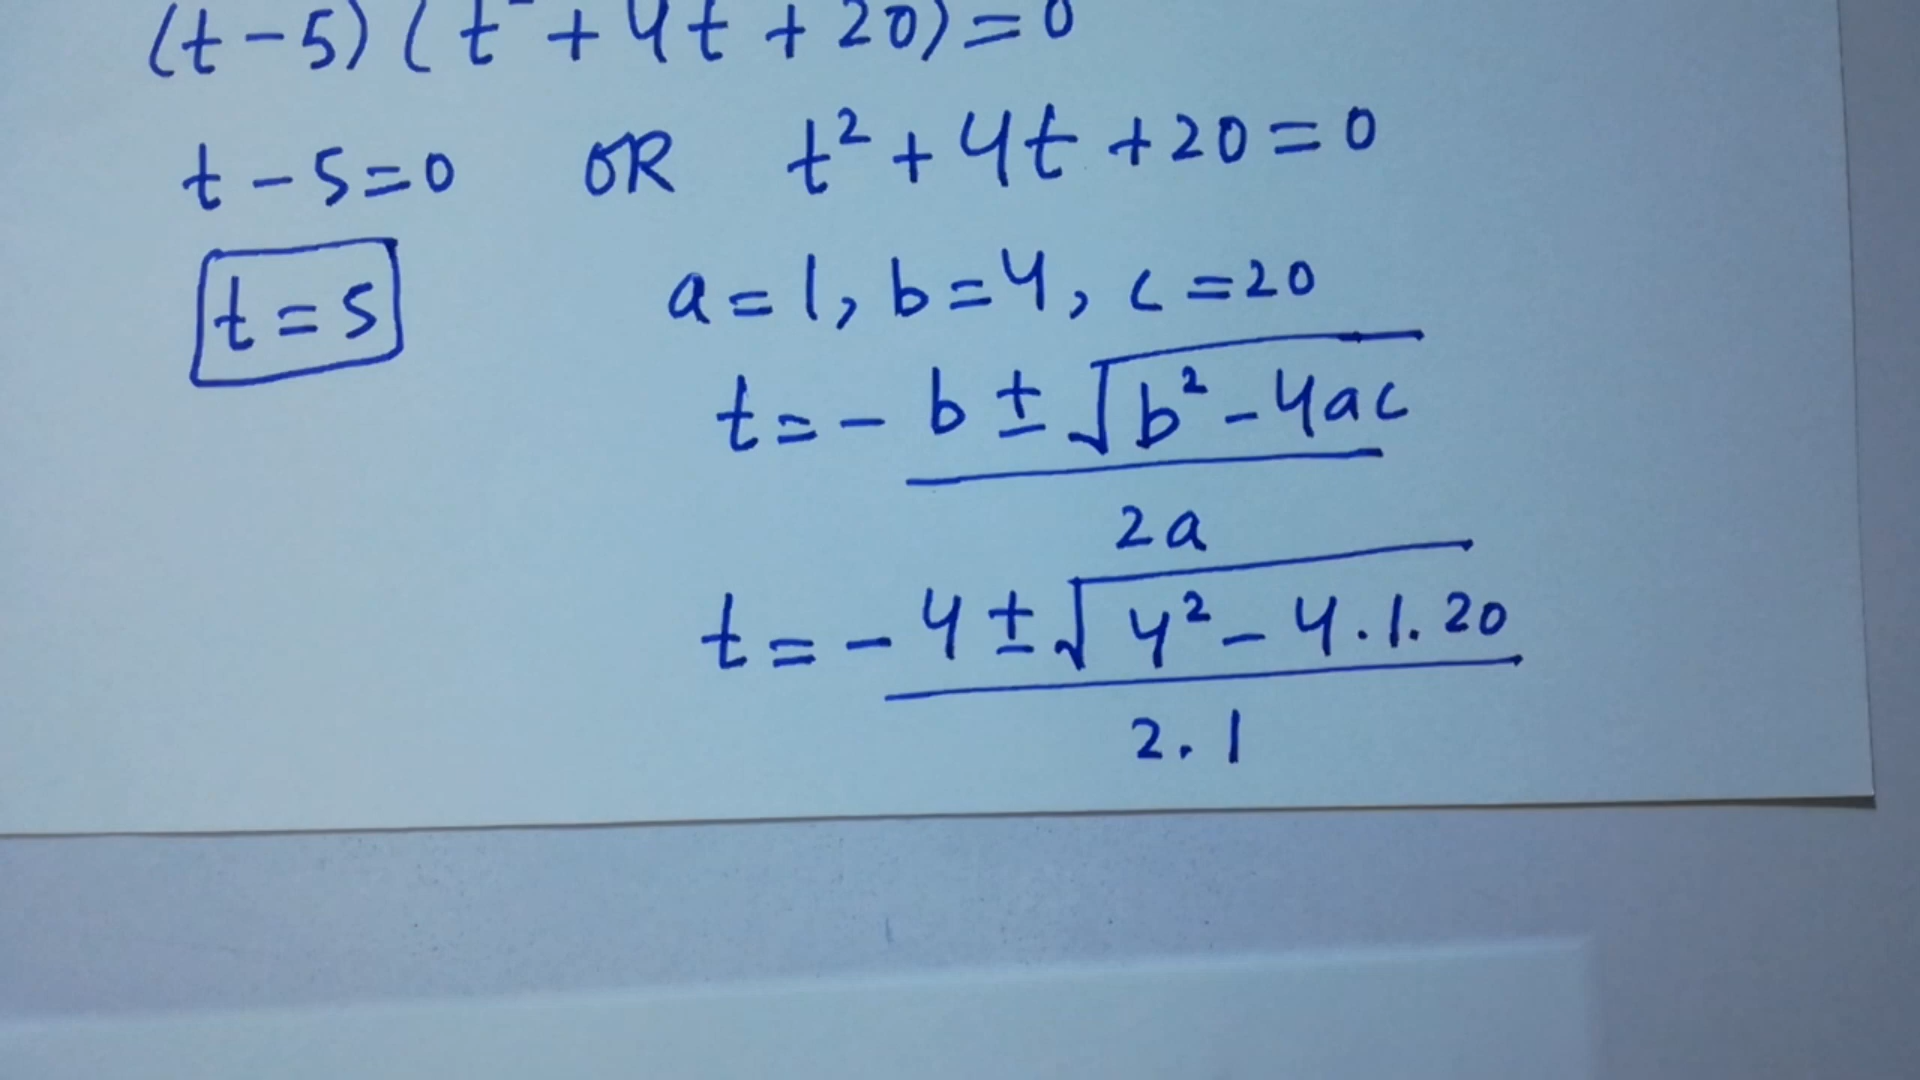 (t-5)(t²+4t+20)=0
t-5=0 OR t²+4t+20=0
t=5 a=1, b=4, c=20
t=-b±√b²-4ac
2a
t=-4±√4²-4.1.20
2.1